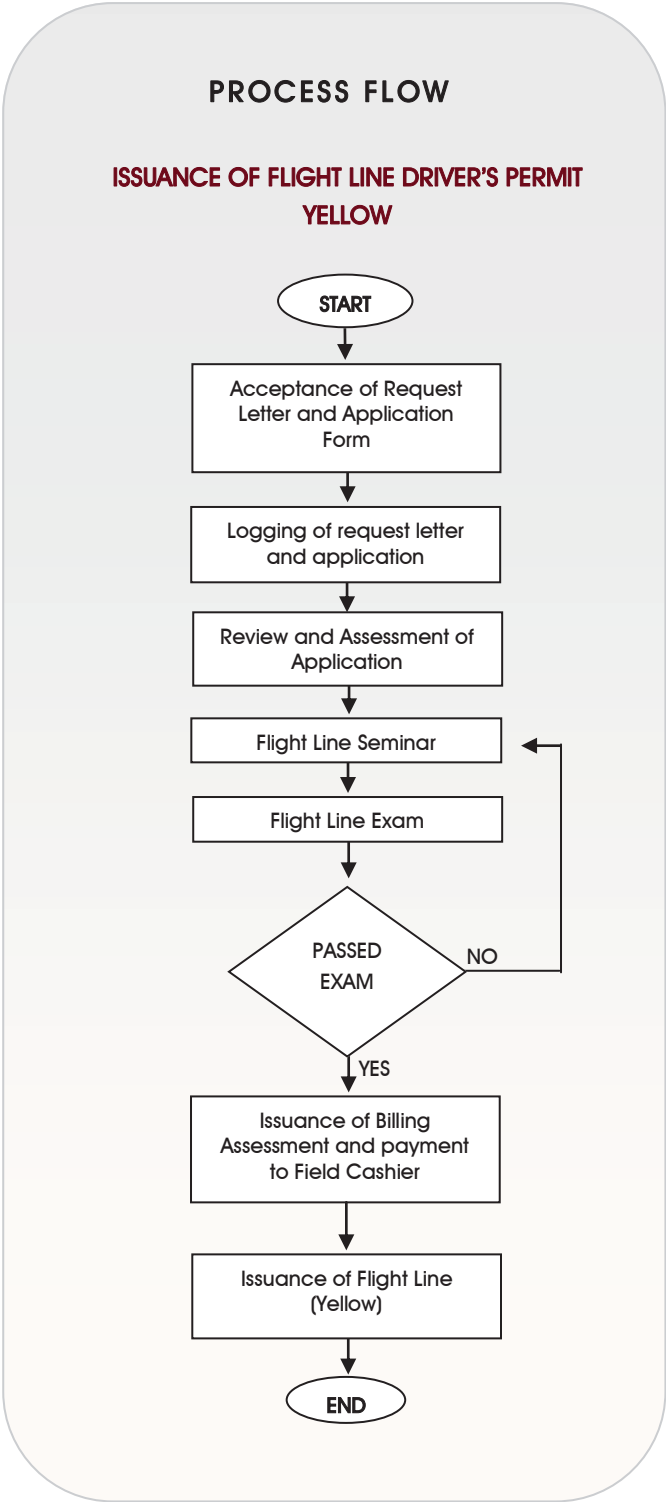 PROCESS FLOW
ISSUANCE OF FLIGHT LINE DRIVER'S PERMIT
YELLOW
START
Acceptance of Request
Letter and Application
Form
Logging of request letter
and application
Review and Assessment of
Application
Flight Line Seminar
Flight Line Exam
PASSED
EXAM
NO
YES
Issuance of Billing
Assessment and payment
to Field Cashier
Issuance of Flight Line
(Yellow)
END